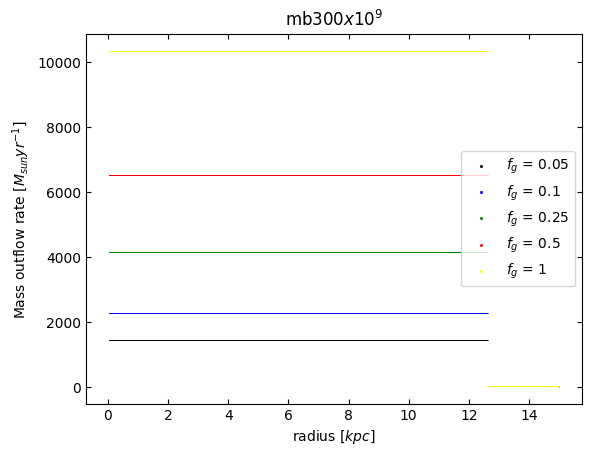 mb300x10⁹
Mass outflow rate [M_{sun}yr⁻¹]
10000
8000
6000
4000
2000
0
f_g = 0.05
f_g = 0.1
f_g = 0.25
f_g = 0.5
f_g = 1
0 2 4 6 8 10 12 14
radius [kpc]